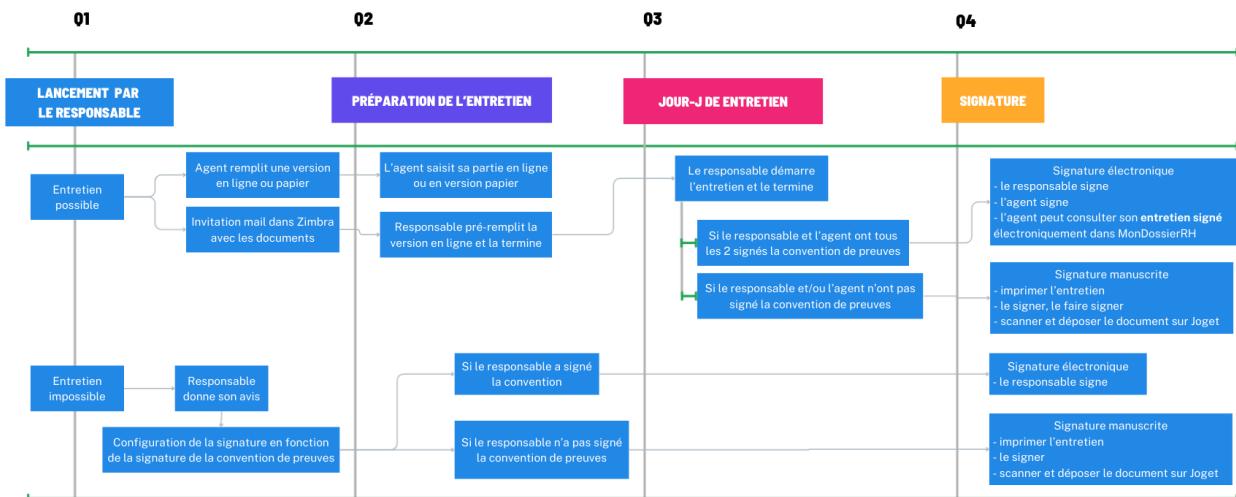 Q1
Q2
Q3
Q4
LANCEMENT PAR
LE RESPONSABLE
PRÉPARATION DE L'ENTRETIEN
JOUR-J DE ENTRETIEN
SIGNATURE
Entretien
possible
Agent remplit une version
en ligne ou papier
L'agent saisit sa partie en ligne
ou en version papier
Invitation mail dans Zimbra
avec les documents
Responsable pré-remplit la
version en ligne et la termine
Le responsable démarre
l'entretien et le termine
Si le responsable et l'agent ont tous
les 2 signés la convention de preuves
Si le responsable et/ou l'agent n'ont pas
signé la convention de preuves
Signature électronique
- le responsable signe
- l'agent signe
- l'agent peut consulter son entretien signé
électroniquement dans MonDossierRH
Signature manuscrite
- imprimer l'entretien
- le signer, le faire signer
- scanner et déposer le document sur Joget
Entretien
impossible
Responsable
donne son avis
Configuration de la signature en fonction
de la signature de la convention de preuves
Si le responsable a signé
la convention
Si le responsable n'a pas signé
la convention de preuves
Signature électronique
- le responsable signe
Signature manuscrite
- imprimer l'entretien
- le signer
- scanner et déposer le document sur Joget